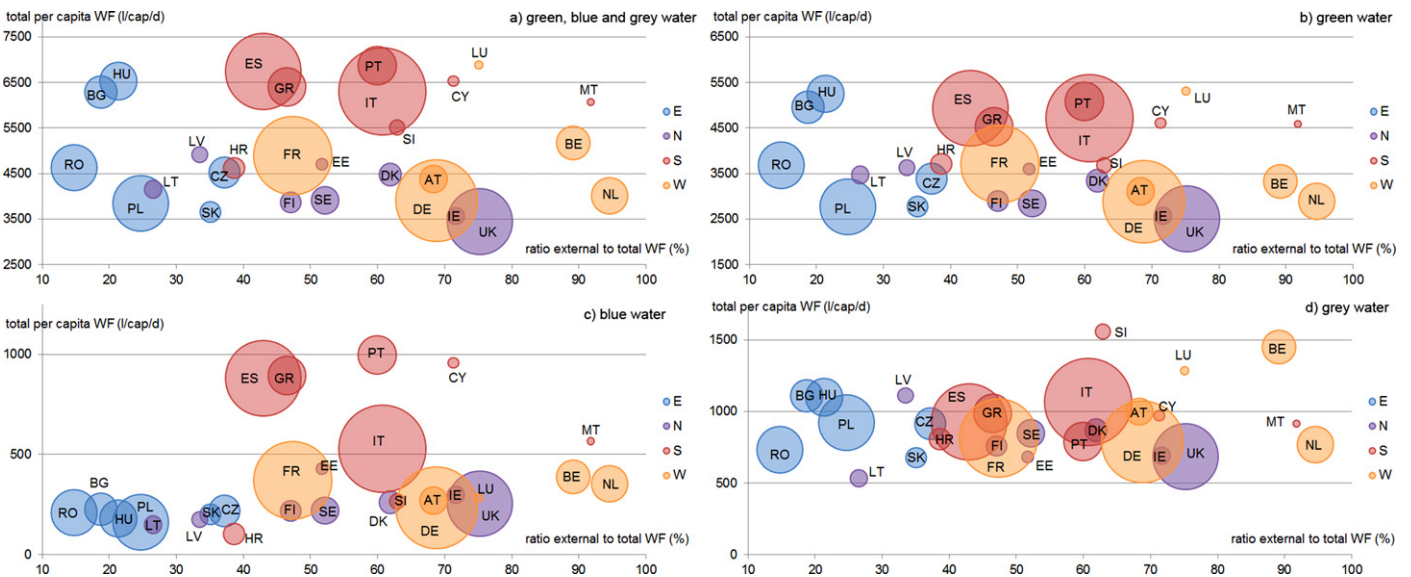 total per capita WF (l/cap/d)
a) green, blue and grey water
7500
6500
5500
4500
3500
2500
ES
PT
LU
HU
BG
GR
IT
CY
MT
SI
LV
HR
FR
EE
BE
RO
LT
CZ
DK
AT
NL
PL
SK
FI
SE
DE
IE
UK
E
N
S
W
ratio external to total WF (%)
10 20 30 40 50 60 70 80 90 100
total per capita WF (l/cap/d)
b) green water
6500
5500
4500
3500
2500
1500
HU
BG
ES
PT
LU
GR
CY
MT
IT
LV
HR
FR
EE
SI
RO
LT
CZ
DK
AT
BE
NL
PL
SK
FI
SE
IE
DE
UK
E
N
S
W
ratio external to total WF (%)
10 20 30 40 50 60 70 80 90 100
total per capita WF (l/cap/d)
c) blue water
1000
500
0
PT
ES
GR
CY
IT
MT
FR
EE
BE
NL
BG
RO
HU
PL
LT
SK
CZ
LV
HR
FI
SE
DK
SI
AT
IE
LU
DE
UK
E
N
S
W
ratio external to total WF (%)
10 20 30 40 50 60 70 80 90 100
total per capita WF (l/cap/d)
d) grey water
1500
1000
500
0
SI
BE
LU
LV
BG
HU
ES
IT
PL
CZ
GR
AT
CY
MT
RO
HR
SK
FI
FR
SE
EE
PT
DK
DE
IE
UK
NL
LT
E
N
S
W
ratio external to total WF (%)
10 20 30 40 50 60 70 80 90 100